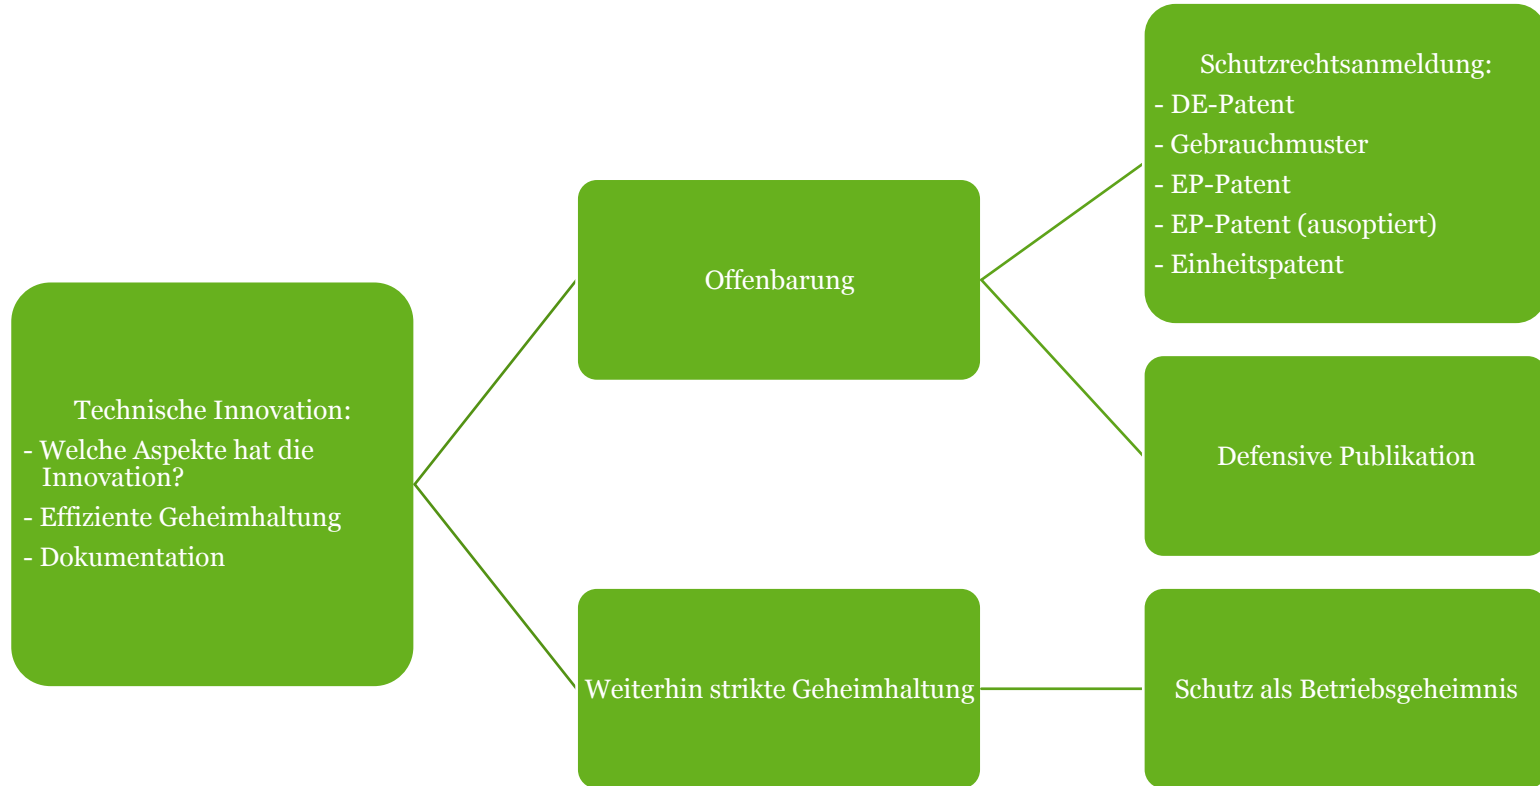 Technische Innovation:
- Welche Aspekte hat die
Innovation?
- Effiziente Geheimhaltung
- Dokumentation
Offenbarung
Weiterhin strikte Geheimhaltung
Schutzrechtsanmeldung:
- DE-Patent
- Gebrauchmuster
- EP-Patent
- EP-Patent (ausoptiert)
- Einheitspatent
Defensive Publikation
Schutz als Betriebsgeheimnis